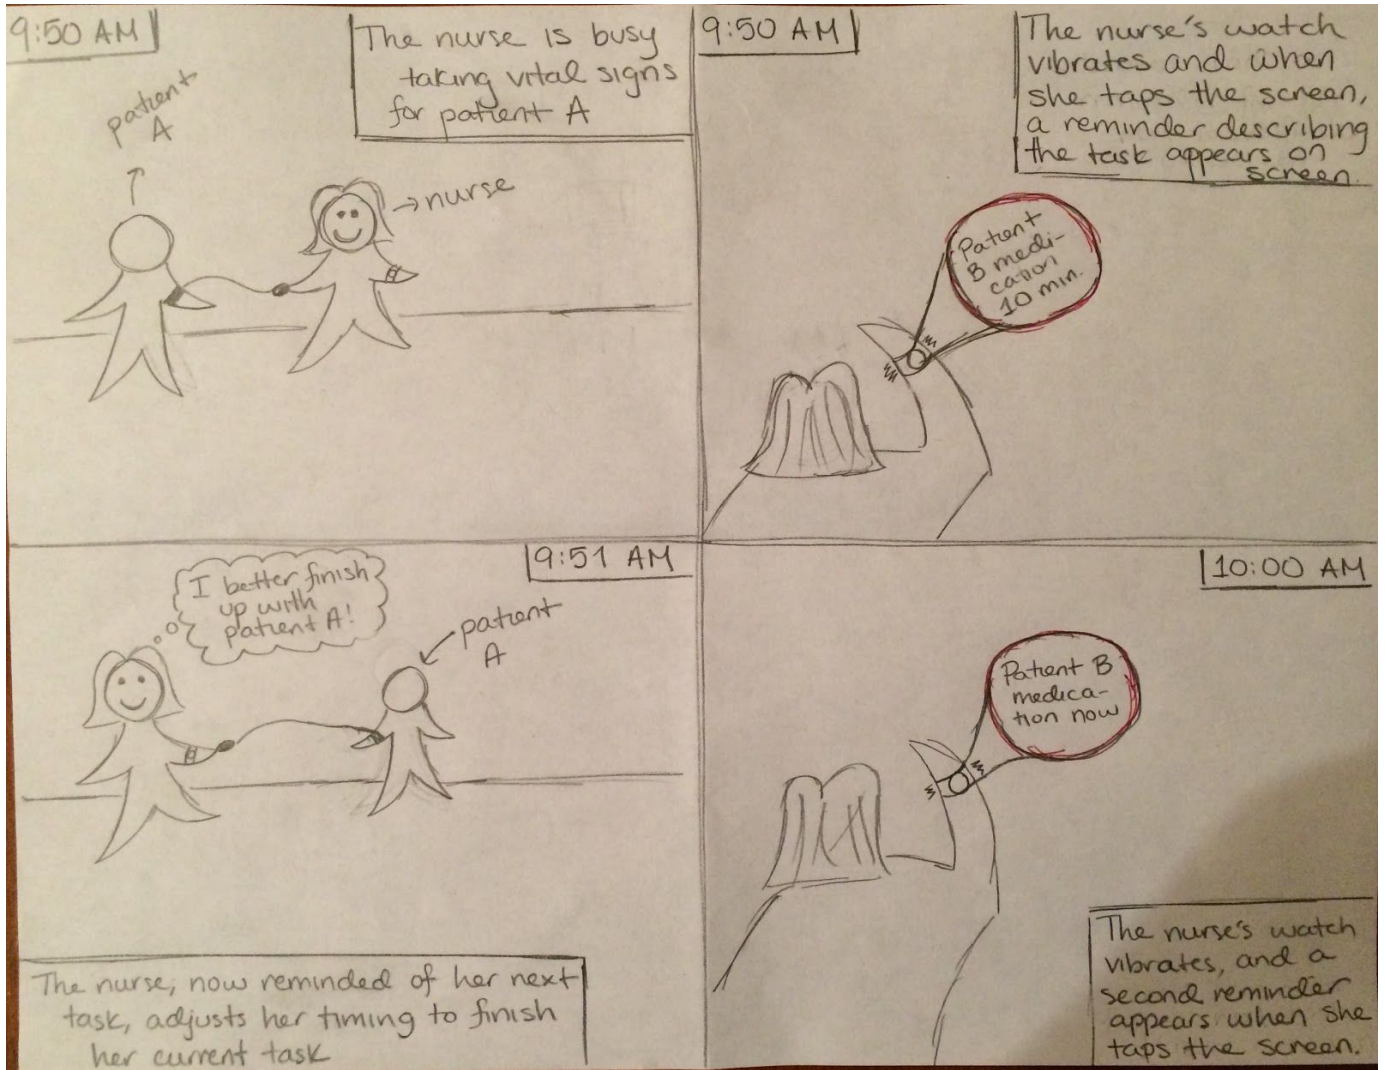 9:50 AM
The nurse is busy
taking vital signs
for patient A
patient
A
→nurse
9:50 AM
The nurse's watch
vibrates and when
she taps the screen,
a reminder describing
the task appears on
screen.
Patient
B medi-
cation
10 min.
9:51 AM
I better finish
up with
patient A!
patient
A
The nurse, now reminded of her next
task, adjusts her timing to finish
her current task
10:00 AM
Patient B
medica-
tion now
The nurse's watch
vibrates, and a
second reminder
appears when she
taps the screen.